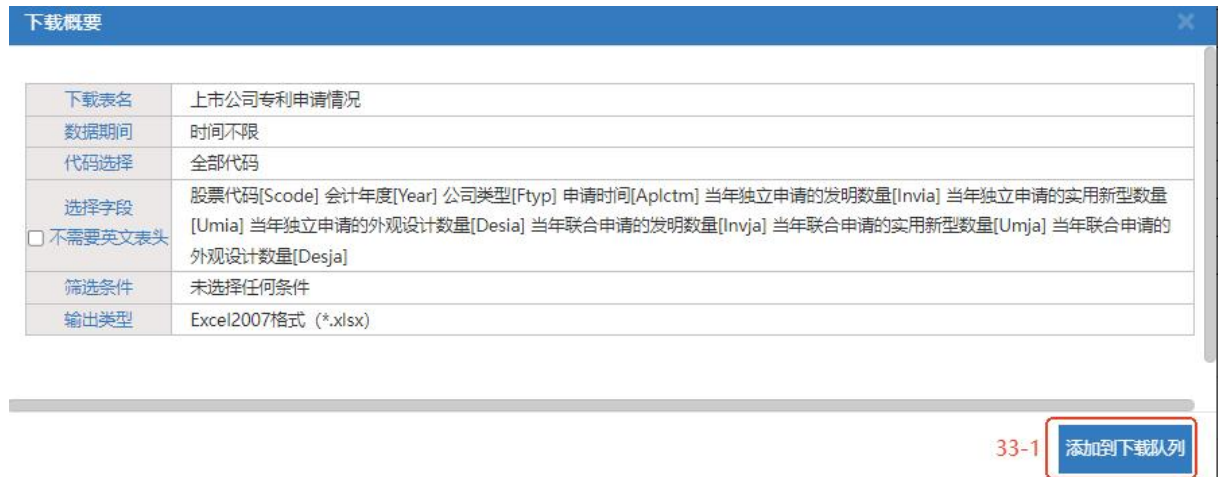 下载概要
下载表名 上市公司专利申请情况
数据期间 时间不限
代码选择 全部代码
选择字段 不需要英文表头 股票代码[Scode] 会计年度[Year] 公司类型[Ftyp] 申请时间[Aplctm] 当年独立申请的发明数量[Invia] 当年独立申请的实用新型数量
[Umia] 当年独立申请的外观设计数量[Desia] 当年联合申请的发明数量[Invja] 当年联合申请的实用新型数量[Umja] 当年联合申请的
外观设计数量[Desja]
筛选条件 未选择任何条件
输出类型 Excel2007格式 (*.xlsx)
33-1 添加到下载队列